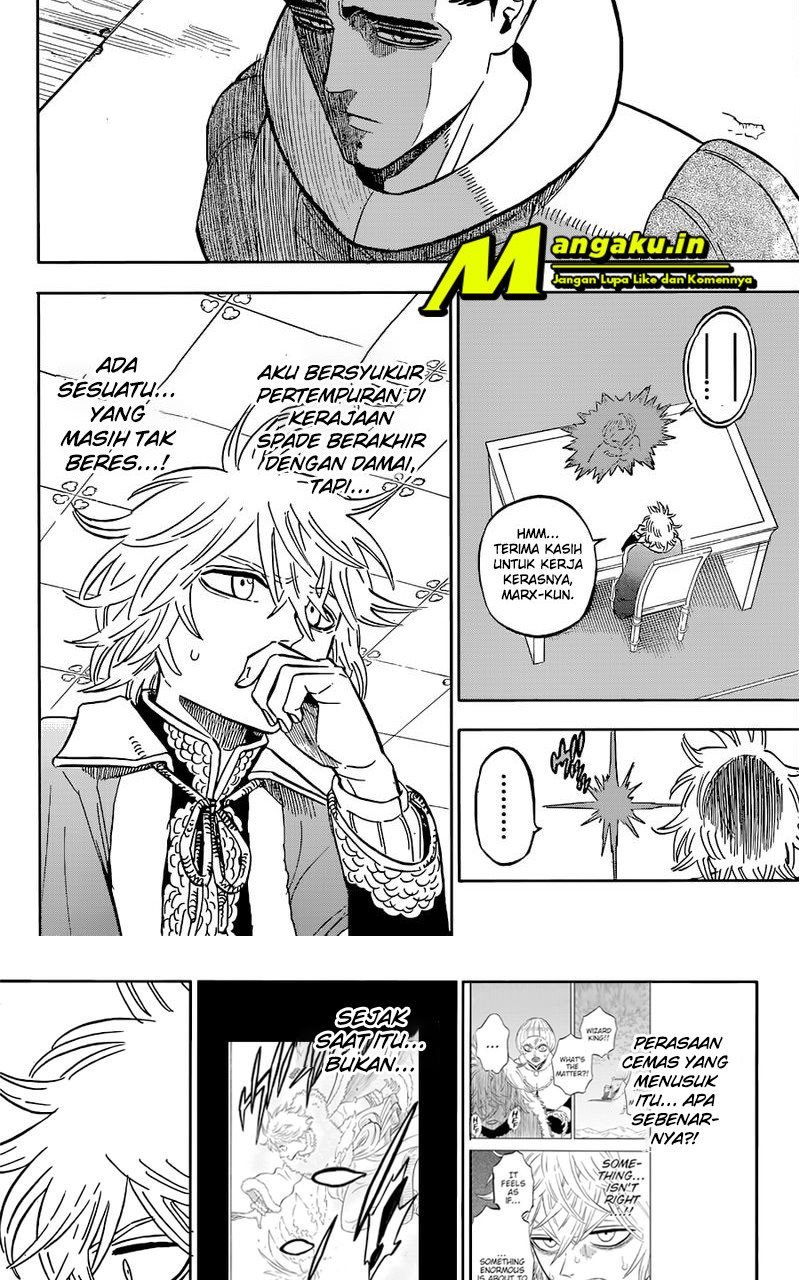 Mangaku.in
Jangan Lupa Like dan Komennya
HMM...
TERIMA KASIH
UNTUK KERJA
KERASNYA,
MARX-KUN.
AKU BERSYUKUR
PERTEMPURAN DI
KERAJAAN
SPADE BERAKHIR
DENGAN DAMAI,
TAPI...
ADA
SESUATU...
YANG
MASIH TAK
BERES...!
PERASAAN
CEMAS YANG
MENUSUK
ITU... APA
SEBENAR-
NYA?!
WIZARD
KING!!
WHAT'S
THE
MATTER?!
...
SOME-
THING...
ISN'T
RIGHT
...!!
IT
FEELS
AS
IF...
...
SOMETHING
ENORMOUS
IS ABOUT TO
SEJAK
SAAT ITU...
BUKAN...